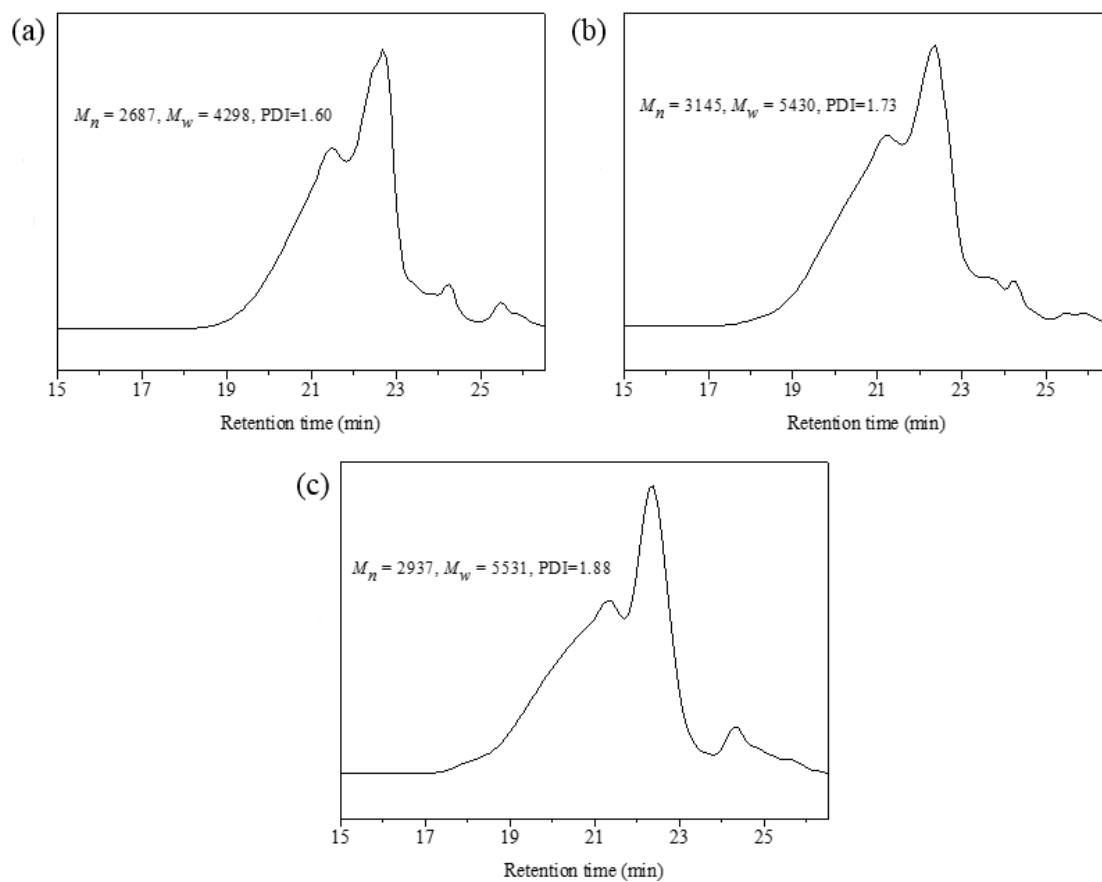 (a)
Mn = 2687, Mw = 4298, PDI=1.60
15 17 19 21 23 25
Retention time (min)
(b)
Mn = 3145, Mw = 5430, PDI=1.73
15 17 19 21 23 25
Retention time (min)
(c)
Mn = 2937, Mw = 5531, PDI=1.88
15 17 19 21 23 25
Retention time (min)